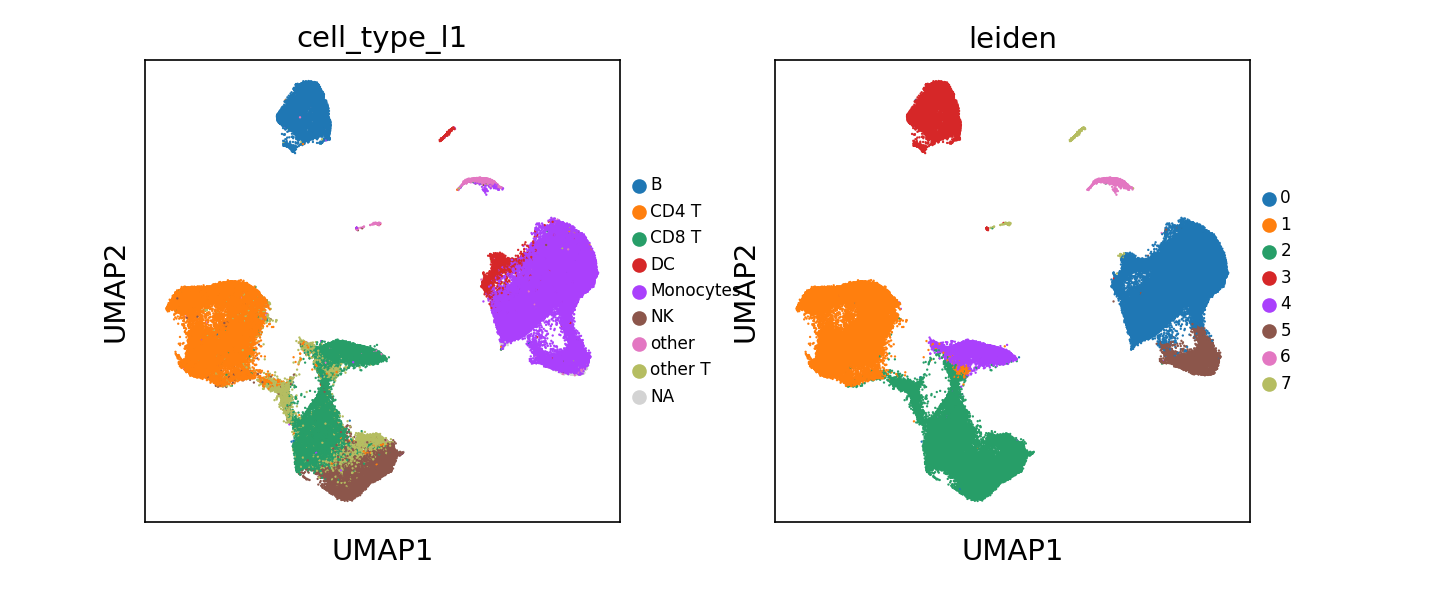 cell_type_l1
UMAP2
UMAP1
B
CD4 T
CD8 T
DC
Monocytes
NK
other
other T
NA
leiden
UMAP2
UMAP1
0
1
2
3
4
5
6
7